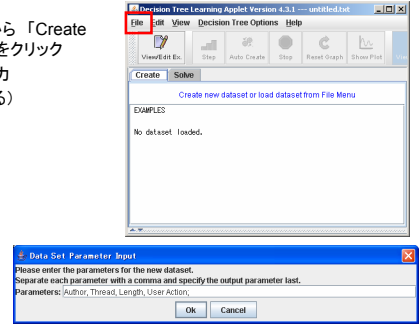 ら 「Create
をクリック
力
る）
Decision Tree Learning Applet Version 4.3.1 --- untitled.txt
File Edit View Decision Tree Options Help
View/Edit Ex. Step Auto Create Stop Reset Graph Show Plot
Create Solve
Create new dataset or load dataset from File Menu
EXAMPLES
No dataset loaded.
Data Set Parameter Input
Please enter the parameters for the new dataset.
Separate each parameter with a comma and specify the output parameter last.
Parameters: Author, Thread, Length, User Action;
Ok Cancel